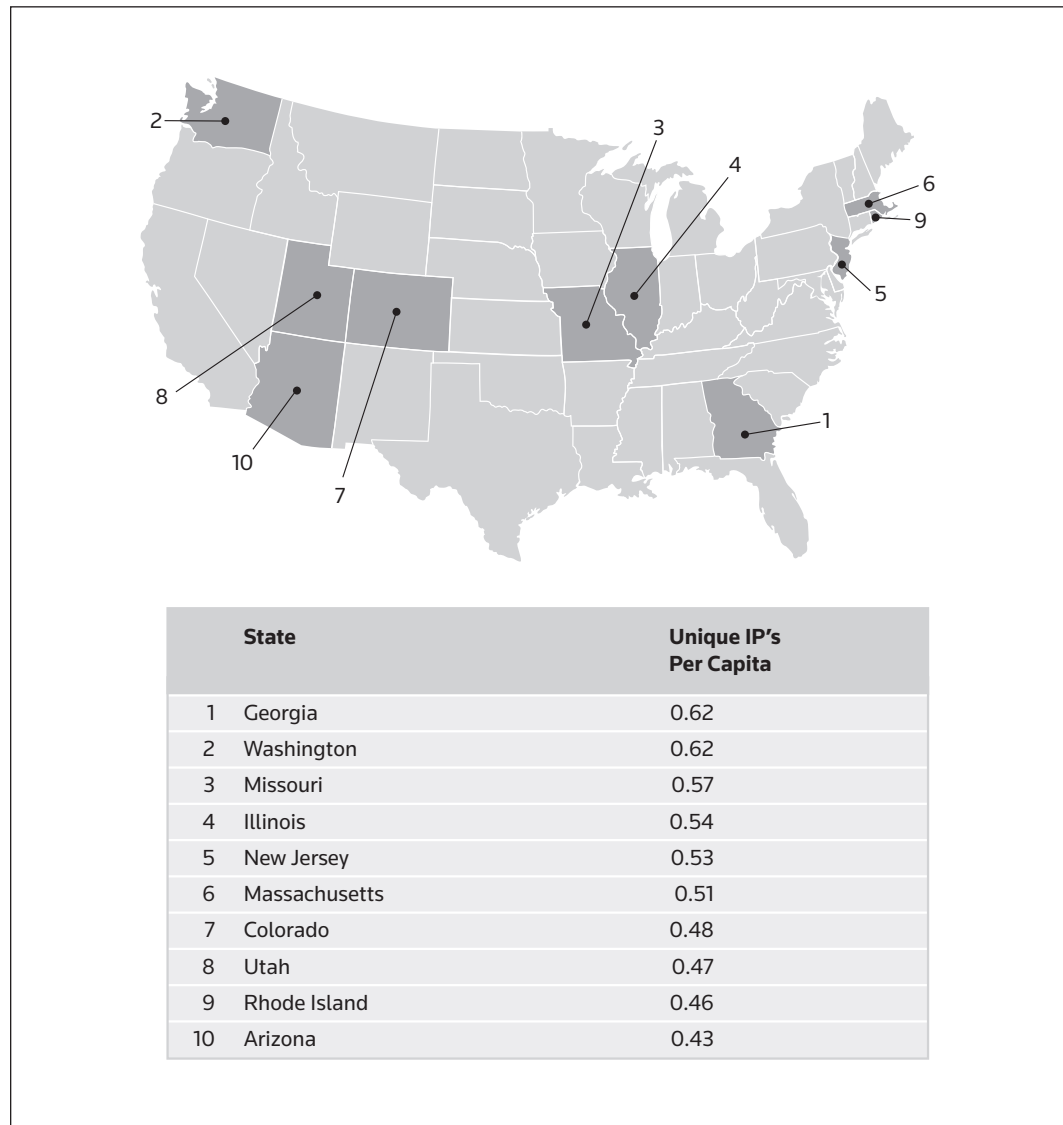 2
3
4
6
9
5
8
1
10
7
State Unique IP's
Per Capita
1 Georgia 0.62
2 Washington 0.62
3 Missouri 0.57
4 Illinois 0.54
5 New Jersey 0.53
6 Massachusetts 0.51
7 Colorado 0.48
8 Utah 0.47
9 Rhode Island 0.46
10 Arizona 0.43